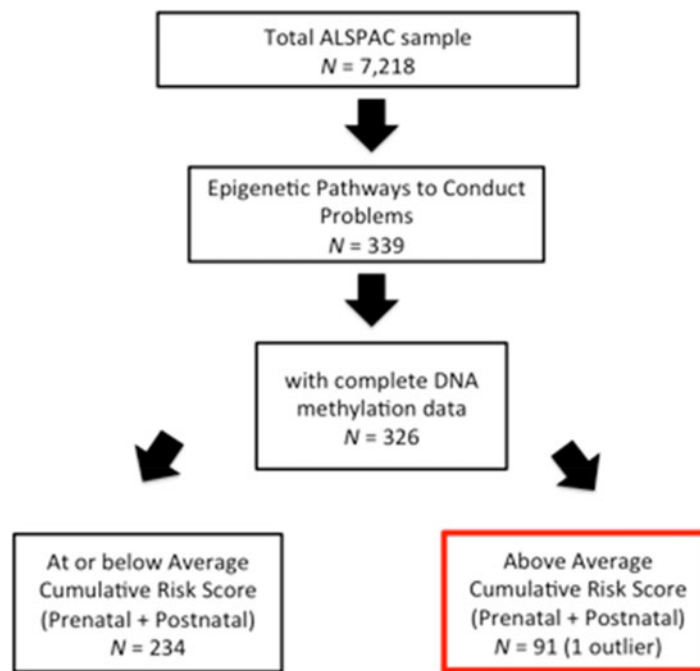 Total ALSPAC sample
N = 7,218
Epigenetic Pathways to Conduct
Problems
N = 339
with complete DNA
methylation data
N = 326
At or below Average
Cumulative Risk Score
(Prenatal + Postnatal)
N = 234
Above Average
Cumulative Risk Score
(Prenatal + Postnatal)
N = 91 (1 outlier)